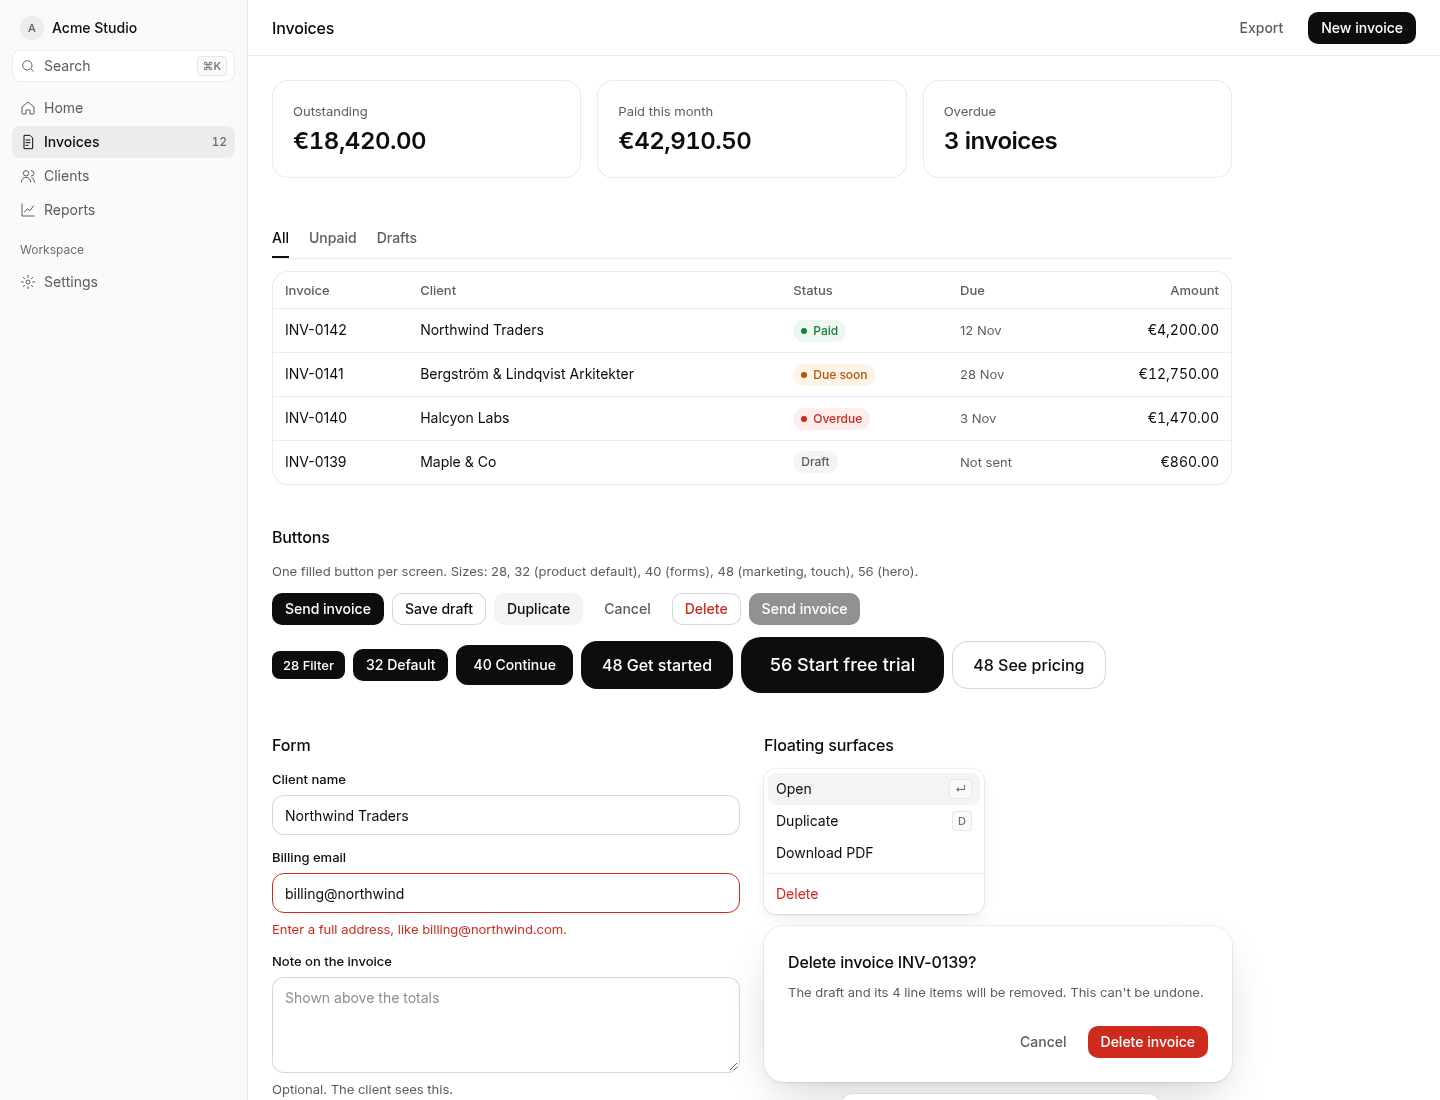 A Acme Studio
Search ⌘K
Home
Invoices 12
Clients
Reports
Workspace
Settings
Invoices
Export
New invoice
Outstanding
€18,420.00
Paid this month
€42,910.50
Overdue
3 invoices
All Unpaid Drafts
Invoice Client Status Due Amount
INV-0142 Northwind Traders Paid 12 Nov €4,200.00
INV-0141 Bergström & Lindqvist Arkitekter Due soon 28 Nov €12,750.00
INV-0140 Halcyon Labs Overdue 3 Nov €1,470.00
INV-0139 Maple & Co Draft Not sent €860.00
Buttons
One filled button per screen. Sizes: 28, 32 (product default), 40 (forms), 48 (marketing, touch), 56 (hero).
Send invoice Save draft Duplicate Cancel Delete Send invoice
28 Filter 32 Default 40 Continue 48 Get started 56 Start free trial 48 See pricing
Form
Client name
Northwind Traders
Billing email
billing@northwind
Enter a full address, like billing@northwind.com.
Note on the invoice
Shown above the totals
Optional. The client sees this.
Floating surfaces
Open ↵
Duplicate D
Download PDF
Delete
Delete invoice INV-0139?
The draft and its 4 line items will be removed. This can't be undone.
Cancel Delete invoice